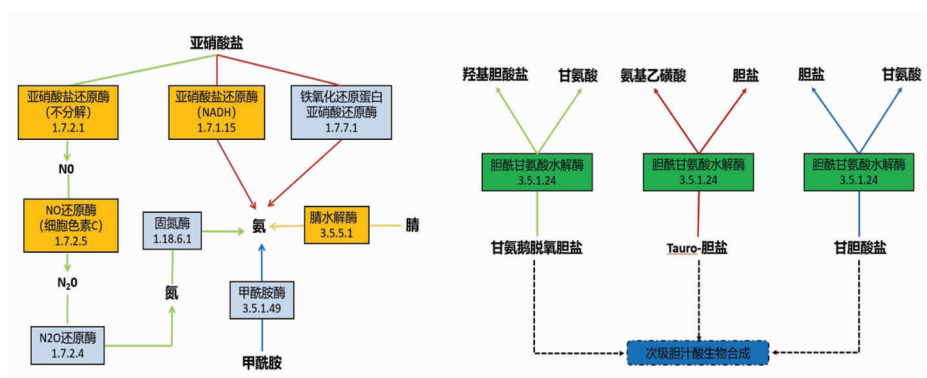 亚硝酸盐
亚硝酸盐还原酶
(不分解)
1.7.2.1
亚硝酸盐还原酶
(NADH)
1.7.1.15
铁氧化还原蛋白
亚硝酸还原酶
1.7.7.1
N0
NO还原酶
(细胞色素C)
1.7.2.5
固氮酶
1.18.6.1
氨
腈水解酶
3.5.5.1
腈
N₂0
氮
甲酰胺酶
3.5.1.49
N2O还原酶
1.7.2.4
甲酰胺
羟基胆酸盐
甘氨酸
氨基乙磺酸
胆盐
胆盐
甘氨酸
胆酰甘氨酸水解酶
3.5.1.24
胆酰甘氨酸水解酶
3.5.1.24
胆酰甘氨酸水解酶
3.5.1.24
甘氨鹅脱氧胆盐
Tauro-胆盐
甘胆酸盐
次级胆汁酸生物合成